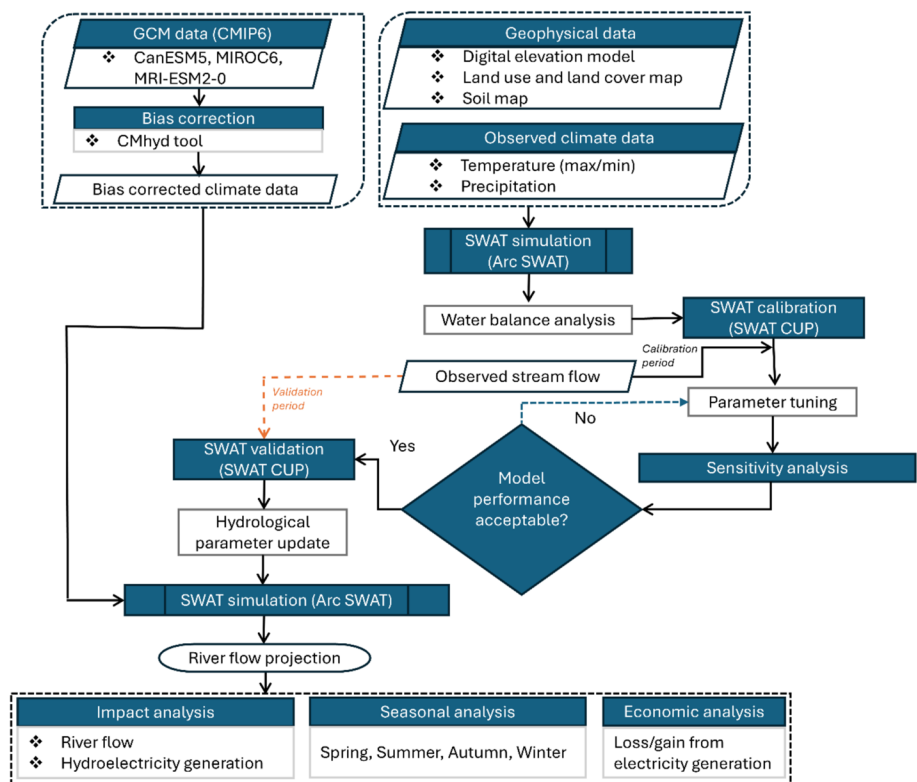 GCM data (CMIP6)
❖ CanESM5, MIROC6,
MRI-ESM2-0
Bias correction
❖ CMhyd tool
Bias corrected climate data
Geophysical data
❖ Digital elevation model
❖ Land use and land cover map
❖ Soil map
Observed climate data
❖ Temperature (max/min)
❖ Precipitation
SWAT simulation
(Arc SWAT)
Water balance analysis
SWAT calibration
(SWAT CUP)
Calibration
period
Observed stream flow
Validation
period
Parameter tuning
No
Yes
SWAT validation
(SWAT CUP)
Sensitivity analysis
Model
performance
acceptable?
Hydrological
parameter update
SWAT simulation (Arc SWAT)
River flow projection
Impact analysis
❖ River flow
❖ Hydroelectricity generation
Seasonal analysis
Spring, Summer, Autumn, Winter
Economic analysis
Loss/gain from
electricity generation